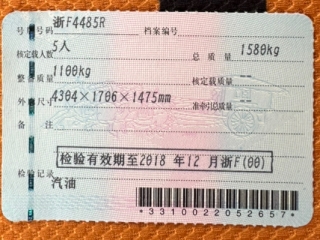 号牌号码 浙F4485R 档案编号
核定载人数 5人 总质量 1580kg
整备质量 1100kg 核定载质量 --
外廓尺寸 4304×1706×1475mm 准牵引总质量 --
备注
检验有效期至2018 年12 月浙F(00)
检验记录
汽油
*3310022052657*